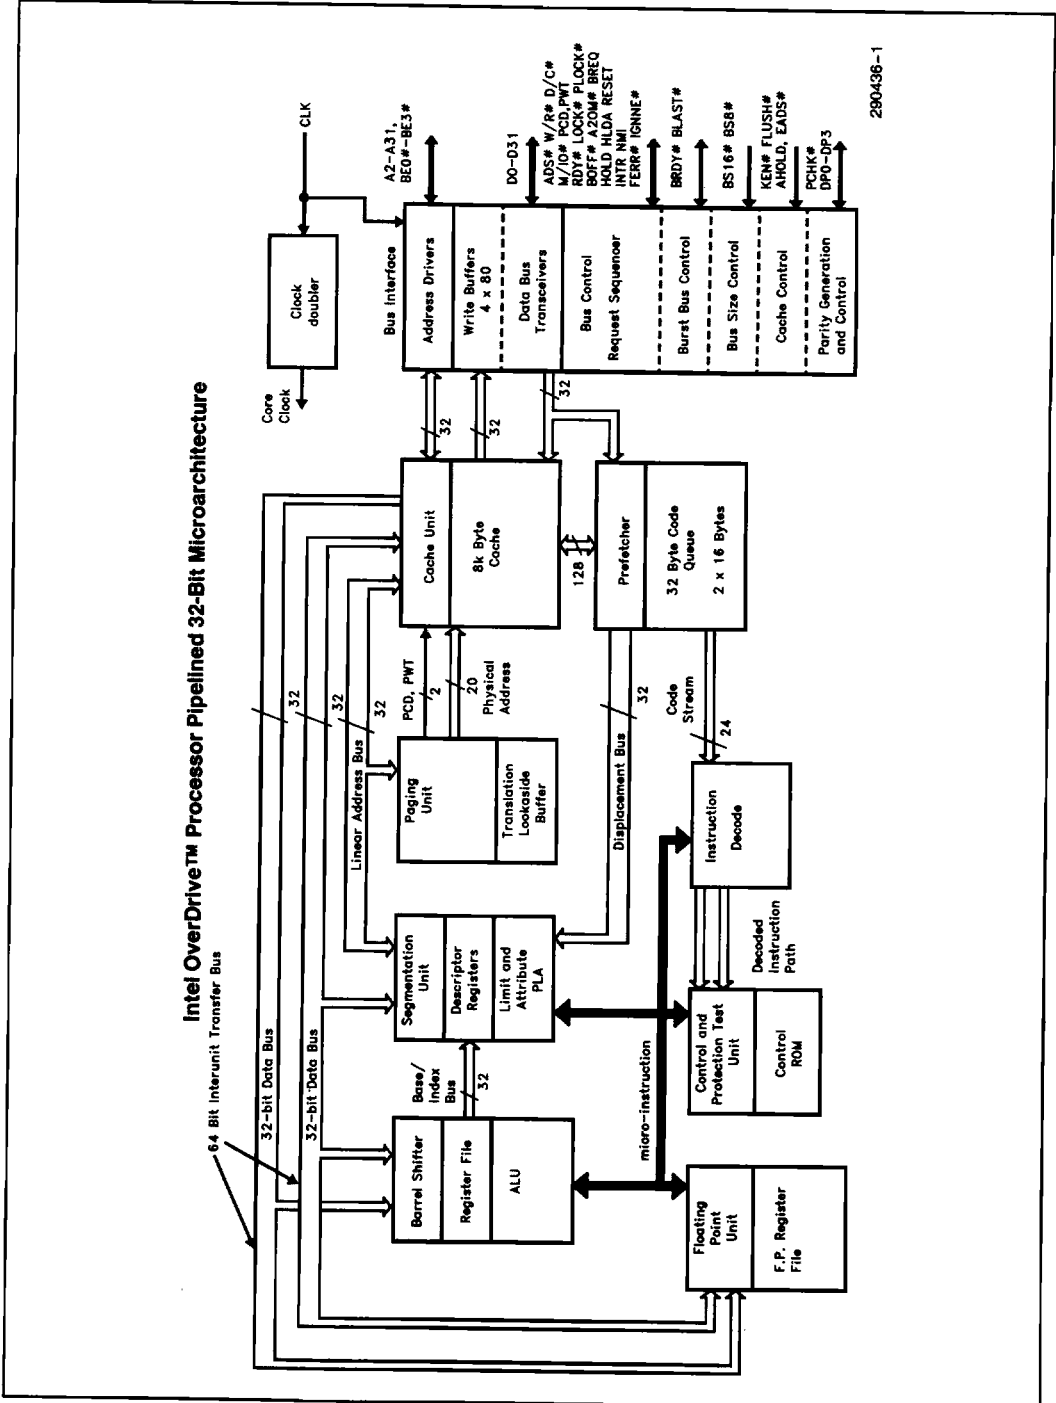 Intel OverDrive™ Processor Pipelined 32-Bit Microarchitecture
64 Bit Interunit Transfer Bus
32-bit Data Bus
32-bit Data Bus
Linear Address Bus
32
32
32
32
Core
Clock
Clock
doubler
CLK
Barrel Shifter
Register File
ALU
Base/
Index
Bus
32
Segmentation
Unit
Descriptor
Registers
Limit and
Attribute
PLA
Paging
Unit
Translation
Lookaside
Buffer
PCD, PWT
2
20
Physical
Address
Cache Unit
8k Byte
Cache
32
32
32
Bus Interface
Address Drivers
Write Buffers
4 x 80
Data Bus
Transceivers
Bus Control
Request Sequencer
Burst Bus Control
Bus Size Control
Cache Control
Parity Generation
and Control
A2-A31,
BE0#-BE3#
D0-D31
ADS# W/R# D/C#
M/IO# PCD,PWT
RDY# LOCK# PLOCK#
BOFF# A20M# BREQ
HOLD HLDA RESET
INTR NMI
FERR# IGNNE#
BRDY# BLAST#
BS16# BS8#
KEN# FLUSH#
AHOLD, EADS#
PCHK#
DP0-DP3
128
Prefetcher
32 Byte Code
Queue
2 x 16 Bytes
Displacement Bus
32
Code
Stream
24
Instruction
Decode
Decoded
Instruction
Path
micro-instruction
Control and
Protection Test
Unit
Control
ROM
Floating
Point
Unit
F.P. Register
File
290436-1